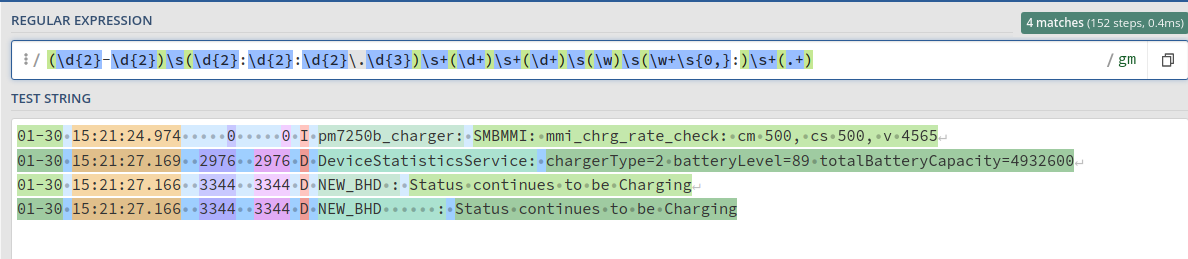 REGULAR EXPRESSION
4 matches (152 steps, 0.4ms)
/ (\d{2}-\d{2})\s(\d{2}:\d{2}:\d{2}\.\d{3})\s+(\d+)\s+(\d+)\s(\w)\s(\w+\s{0,}:)\s+(.+) / gm
TEST STRING
01-30 15:21:24.974     0     0 I pm7250b_charger: SMBMMI: mmi_chrg_rate_check: cm 500, cs 500, v 4565
01-30 15:21:27.169  2976  2976 D DeviceStatisticsService: chargerType=2 batteryLevel=89 totalBatteryCapacity=4932600
01-30 15:21:27.166  3344  3344 D NEW_BHD : Status continues to be Charging
01-30 15:21:27.166  3344  3344 D NEW_BHD      : Status continues to be Charging